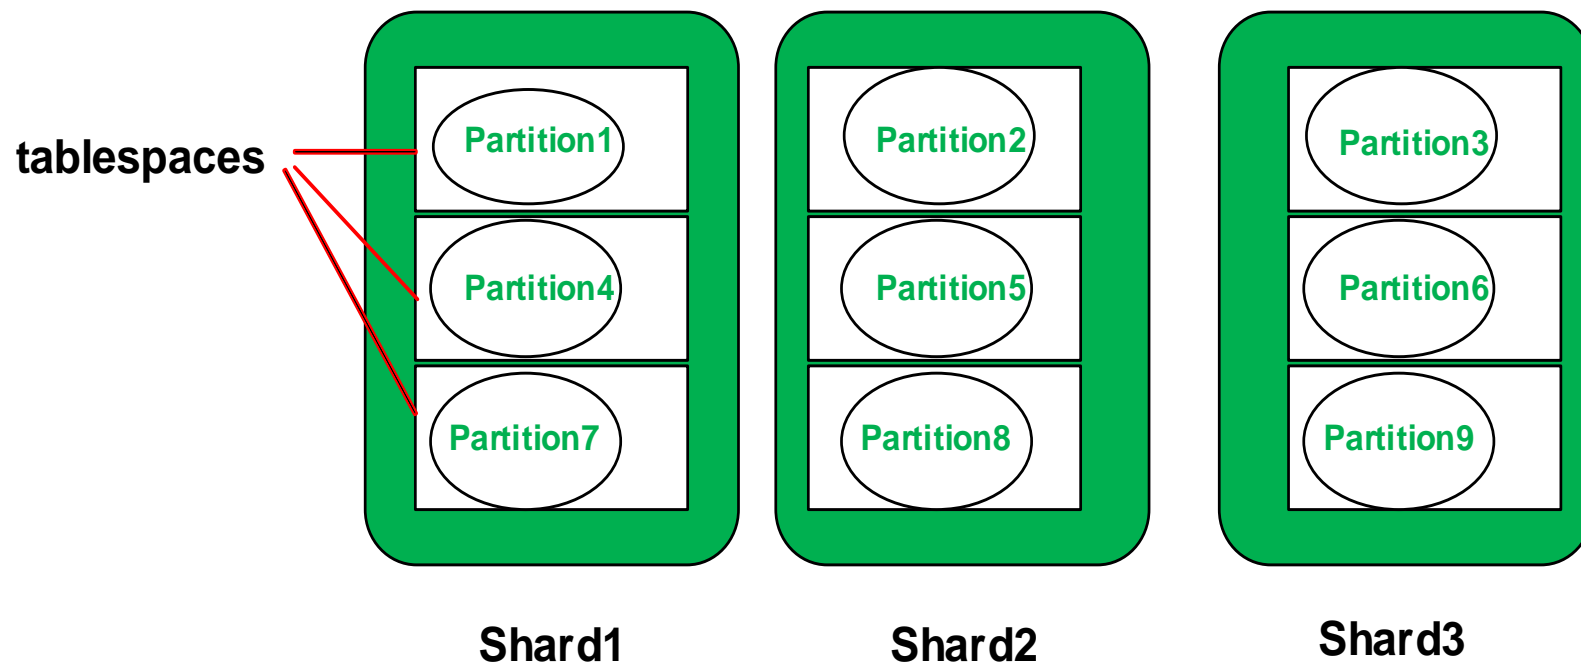 Partition1
Partition2
Partition3
tablespaces
Partition4
Partition5
Partition6
Partition7
Partition8
Partition9
Shard1
Shard2
Shard3